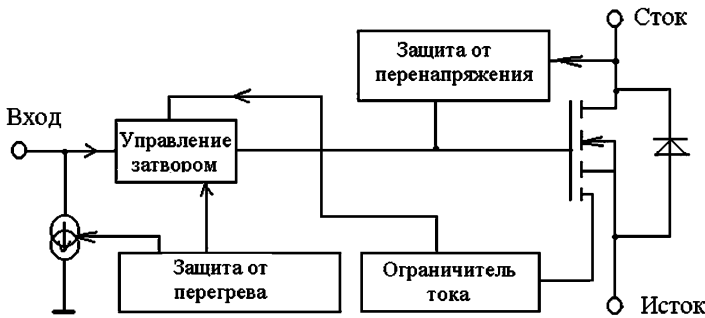 Сток
Защита от
перенапряжения
Вход
Управление
затвором
Защита от
перегрева
Ограничитель
тока
Исток